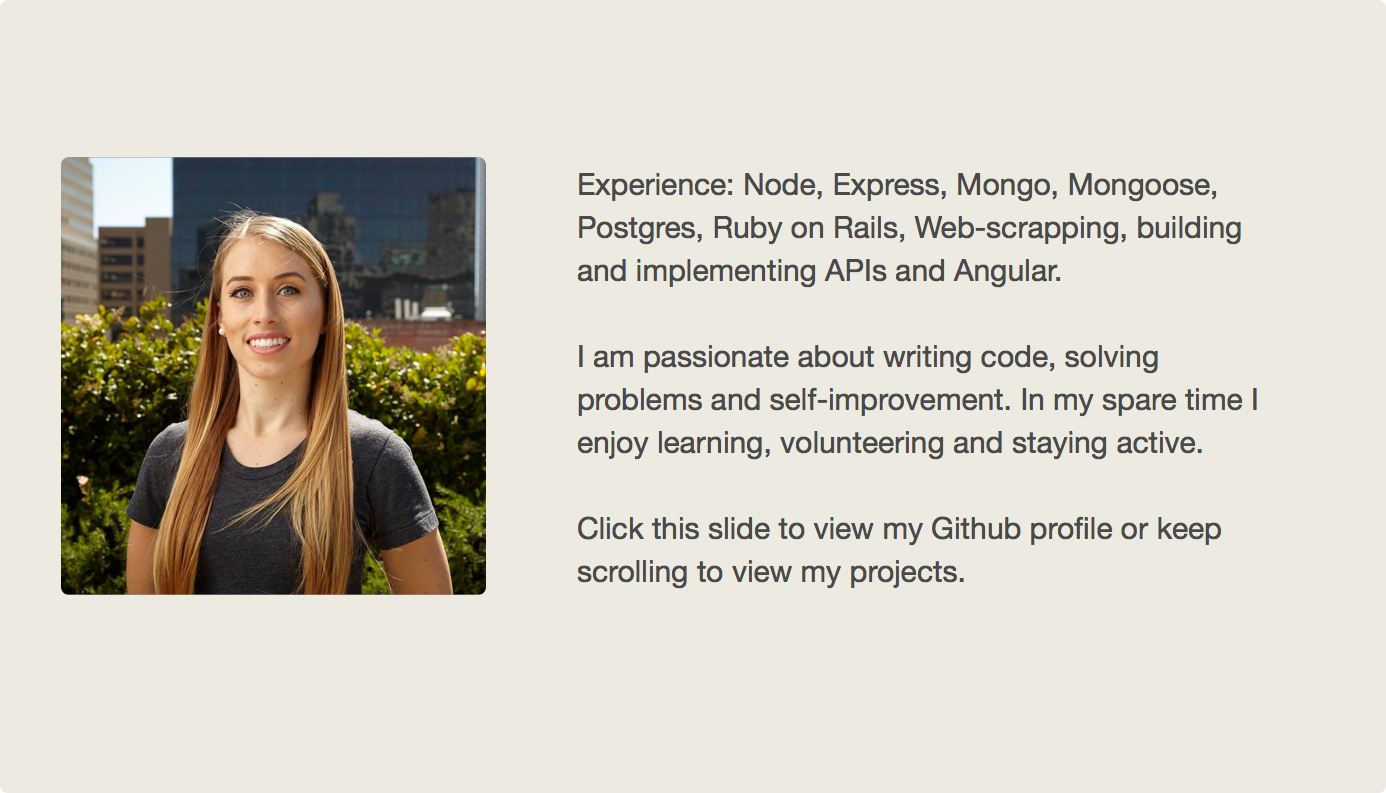 Experience: Node, Express, Mongo, Mongoose,
Postgres, Ruby on Rails, Web-scrapping, building
and implementing APIs and Angular.
I am passionate about writing code, solving
problems and self-improvement. In my spare time I
enjoy learning, volunteering and staying active.
Click this slide to view my Github profile or keep
scrolling to view my projects.